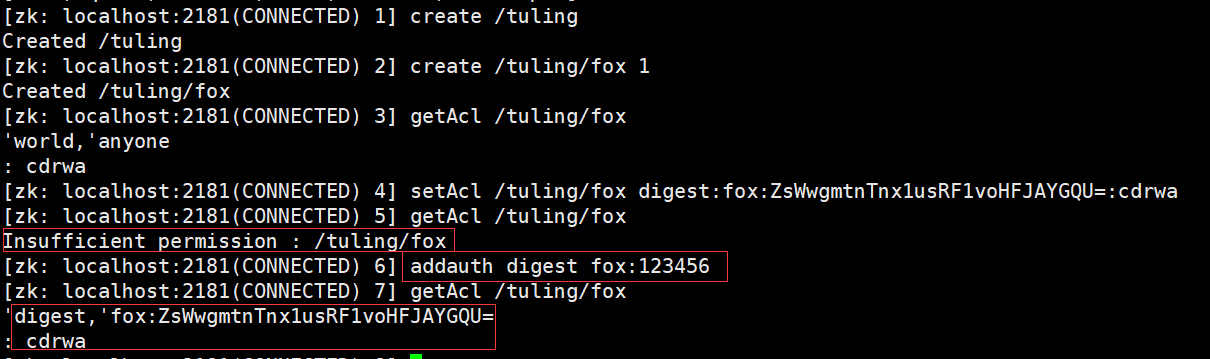 [zk: localhost:2181(CONNECTED) 1] create /tuling
Created /tuling
[zk: localhost:2181(CONNECTED) 2] create /tuling/fox 1
Created /tuling/fox
[zk: localhost:2181(CONNECTED) 3] getAcl /tuling/fox
'world,'anyone
: cdrwa
[zk: localhost:2181(CONNECTED) 4] setAcl /tuling/fox digest:fox:ZsWwgmtnTnx1usRF1voHFJAYGQU=:cdrwa
[zk: localhost:2181(CONNECTED) 5] getAcl /tuling/fox
Insufficient permission : /tuling/fox
[zk: localhost:2181(CONNECTED) 6] addauth digest fox:123456
[zk: localhost:2181(CONNECTED) 7] getAcl /tuling/fox
'digest,'fox:ZsWwgmtnTnx1usRF1voHFJAYGQU=
: cdrwa